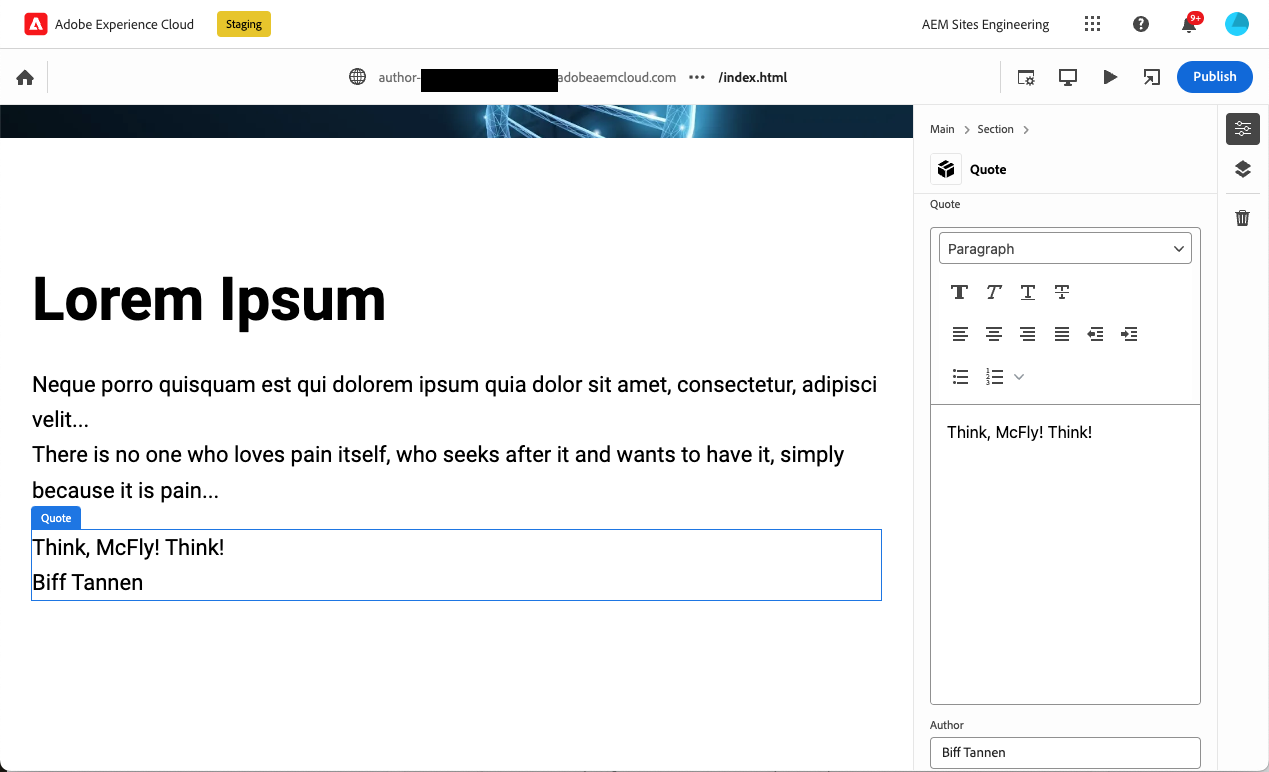 Adobe Experience Cloud
Staging
AEM Sites Engineering
9+
author-
adobeaemcloud.com
/index.html
Publish
Main
Section
Quote
Quote
Paragraph
T T T T
1
2
3
Think, McFly! Think!
Author
Biff Tannen
Lorem Ipsum
Neque porro quisquam est qui dolorem ipsum quia dolor sit amet, consectetur, adipisci
velit...
There is no one who loves pain itself, who seeks after it and wants to have it, simply
because it is pain...
Quote
Think, McFly! Think!
Biff Tannen